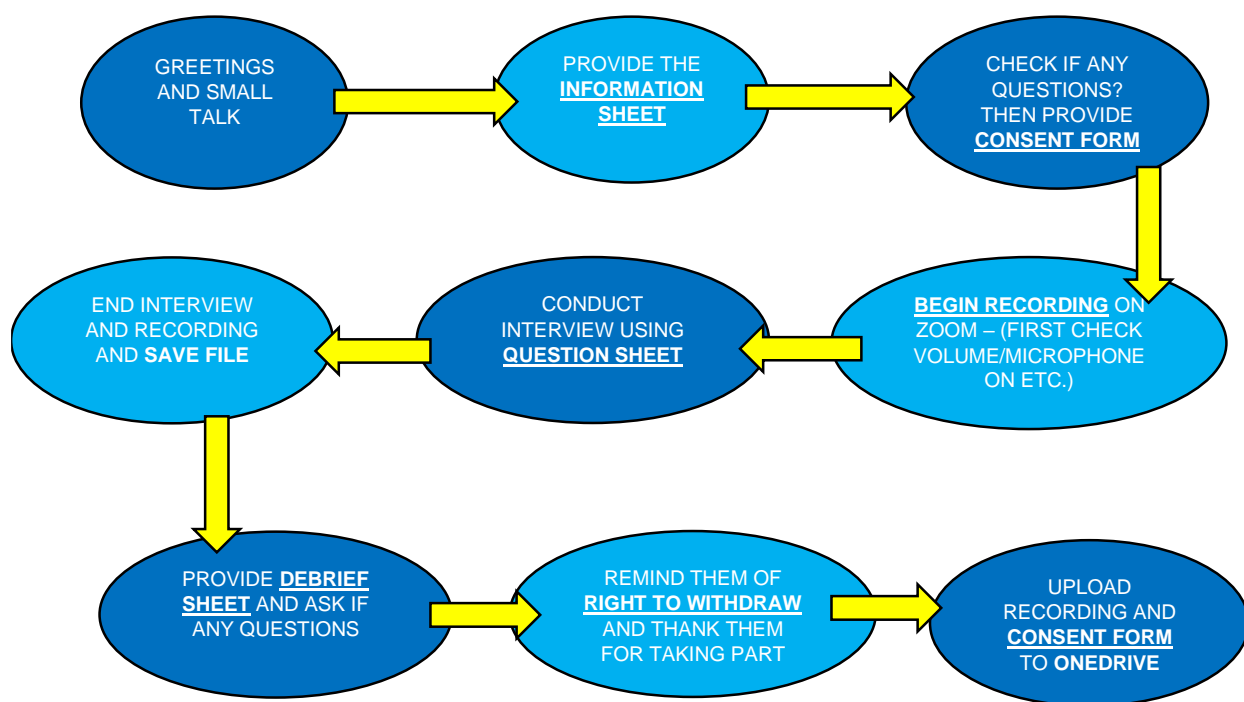 GREETINGS
AND SMALL
TALK
PROVIDE THE
INFORMATION
SHEET
CHECK IF ANY
QUESTIONS?
THEN PROVIDE
CONSENT FORM
BEGIN RECORDING ON
ZOOM – (FIRST CHECK
VOLUME/MICROPHONE
ON ETC.)
CONDUCT
INTERVIEW USING
QUESTION SHEET
END INTERVIEW
AND RECORDING
AND SAVE FILE
PROVIDE DEBRIEF
SHEET AND ASK IF
ANY QUESTIONS
REMIND THEM OF
RIGHT TO WITHDRAW
AND THANK THEM
FOR TAKING PART
UPLOAD
RECORDING AND
CONSENT FORM
TO ONEDRIVE